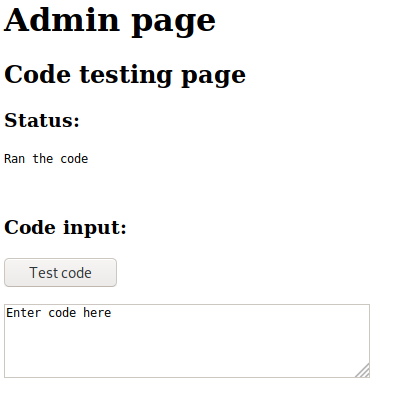 Admin page
Code testing page
Status:
Ran the code
Code input:
Test code
Enter code here